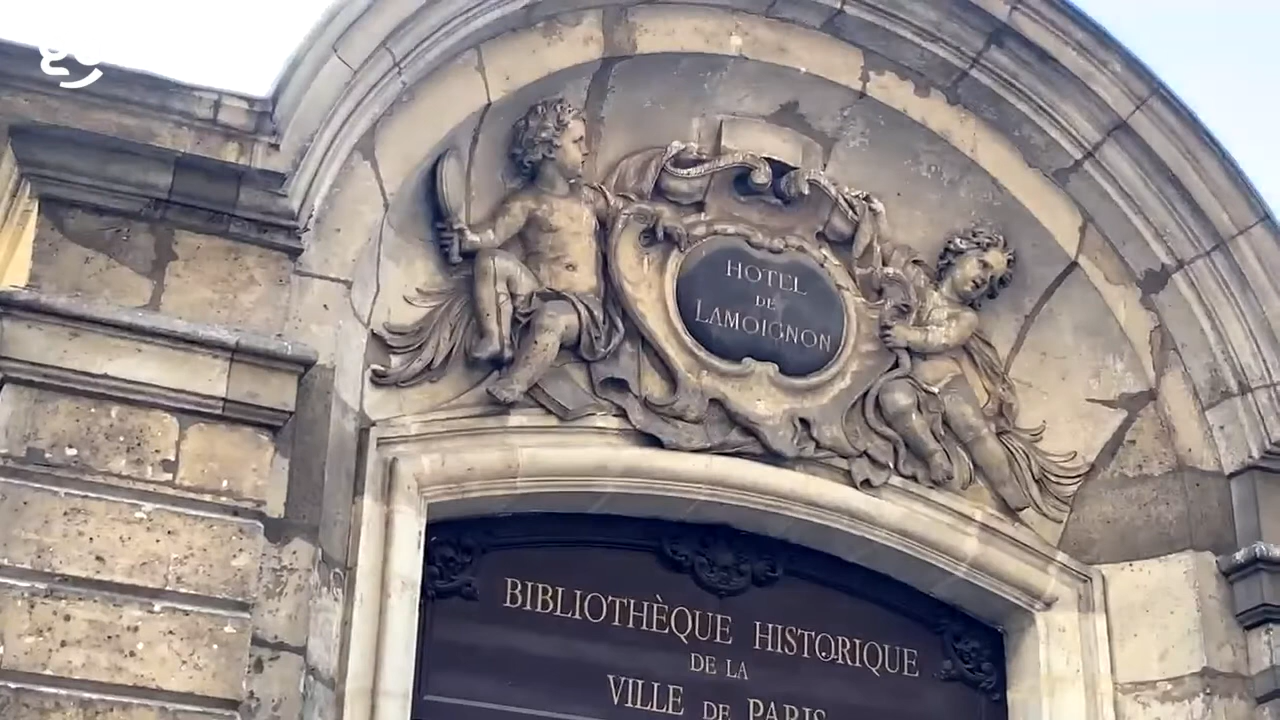 HOTEL
DE
LAMOIGNON
BIBLIOTHÈQUE HISTORIQUE
DE LA
VILLE DE PARIS